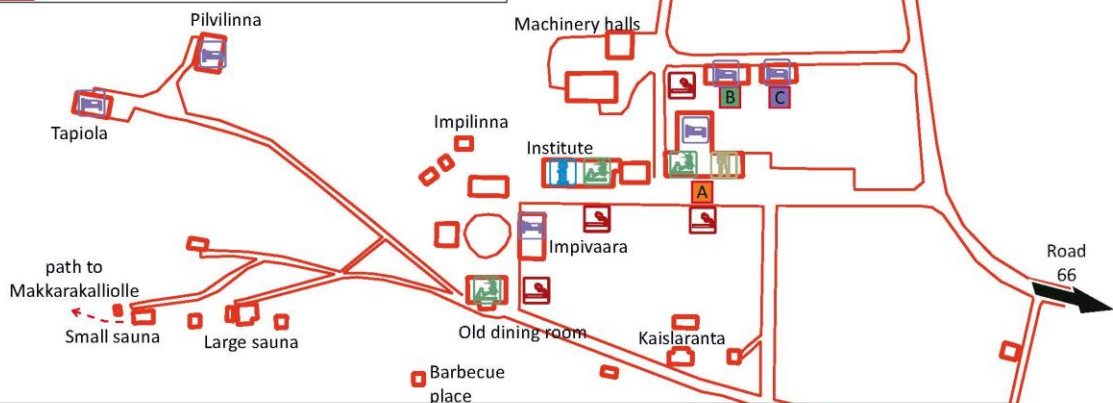 Pilvilinna
Machinery halls
B
C
Tapiola
Impilinna
Institute
A
Impivaara
Road
66
path to
Makkarakalliolle
Small sauna
Large sauna
Old dining room
Kaislaranta
Barbecue
place